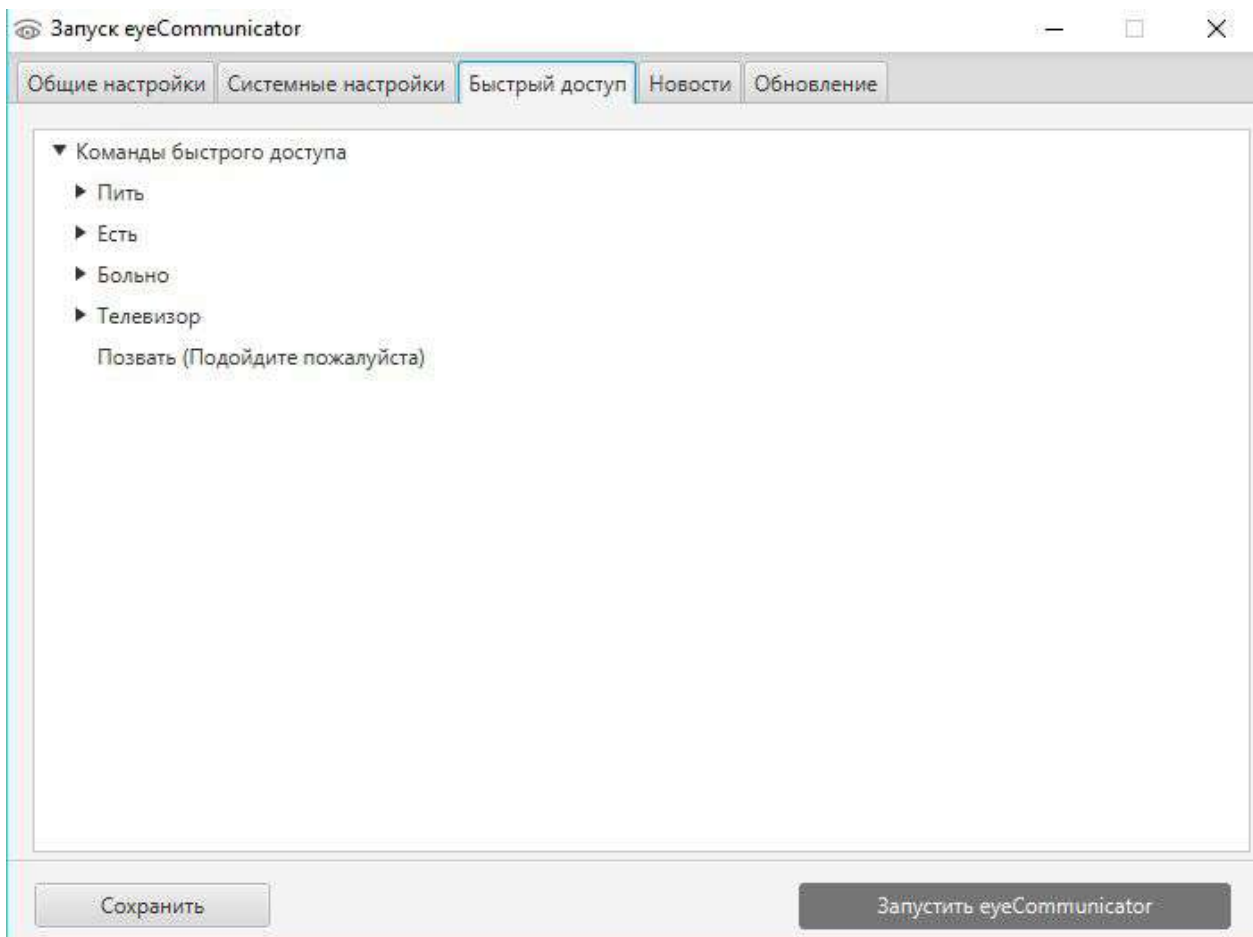 Запуск eyeCommunicator
Общие настройки Системные настройки Быстрый доступ Новости Обновление
Команды быстрого доступа
Пить
Есть
Больно
Телевизор
Позвать (Подойдите пожалуйста)
Сохранить Запустить eyeCommunicator